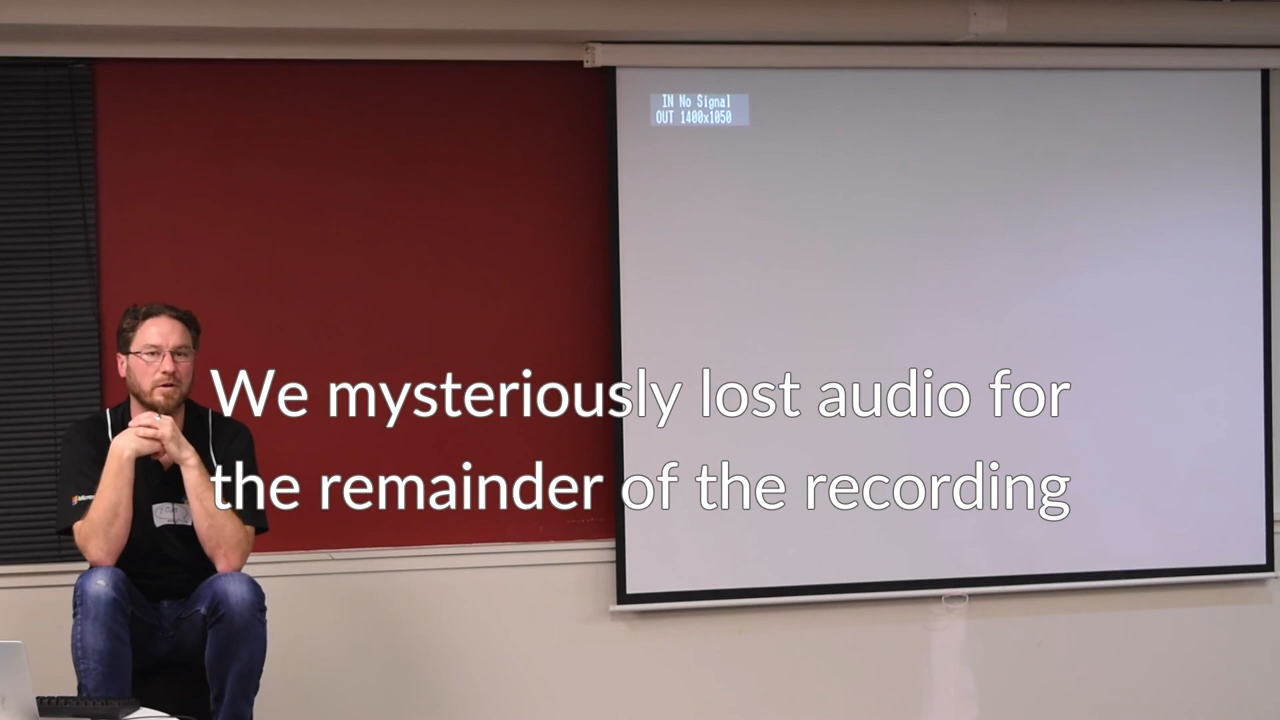 IN No Signal
OUT 1400x1050
We mysteriously lost audio for
the remainder of the recording